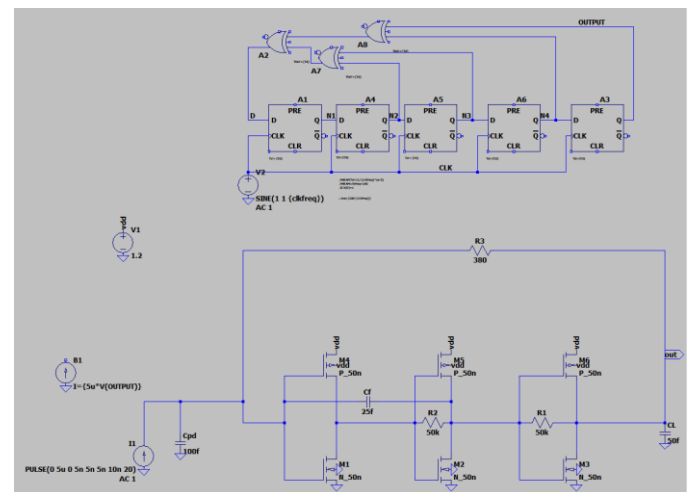 OUTPUT
A2
A7
A8
A1
A4
A5
A6
A3
PRE
PRE
PRE
PRE
PRE
D
D
Q
N1
D
Q
N2
D
Q
N3
D
Q
N4
D
Q
CLK
Q
CLK
Q
CLK
Q
CLK
Q
CLK
Q
CLR
CLR
CLR
CLR
CLR
CLK
V2
SINE(1 1 {clkfreq})
AC 1
vdd
V1
1.2
R3
380
B1
I={5u*V(OUTPUT)}
vdd
vdd
vdd
M4
vdd
P_50n
M5
vdd
P_50n
M6
vdd
P_50n
out
Cf
25f
R2
50k
R1
50k
CL
50f
Cpd
100f
I1
PULSE(0 5u 0 5n 5n 5n 10n 20)
AC 1
M1
N_50n
M2
N_50n
M3
N_50n